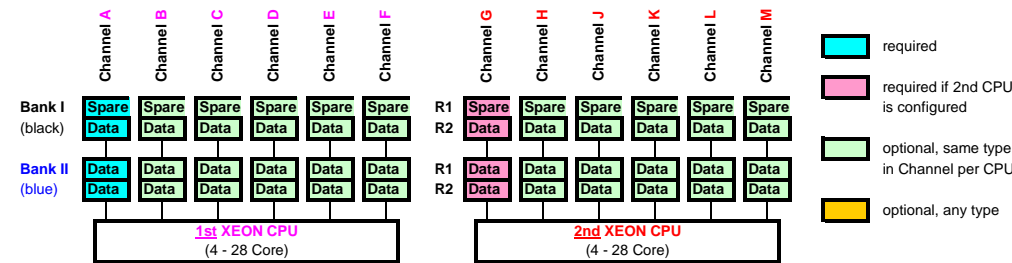 Channel A Channel B Channel C Channel D Channel E Channel F Channel G Channel H Channel J Channel K Channel L Channel M
Bank I Spare Spare Spare Spare Spare Spare R1 Spare Spare Spare Spare Spare Spare
(black) Data Data Data Data Data Data R2 Data Data Data Data Data Data
Bank II Data Data Data Data Data Data R1 Data Data Data Data Data Data
(blue) Data Data Data Data Data Data R2 Data Data Data Data Data Data
1st XEON CPU 2nd XEON CPU
(4 - 28 Core) (4 - 28 Core)
required
required if 2nd CPU
is configured
optional, same type
in Channel per CPU
optional, any type